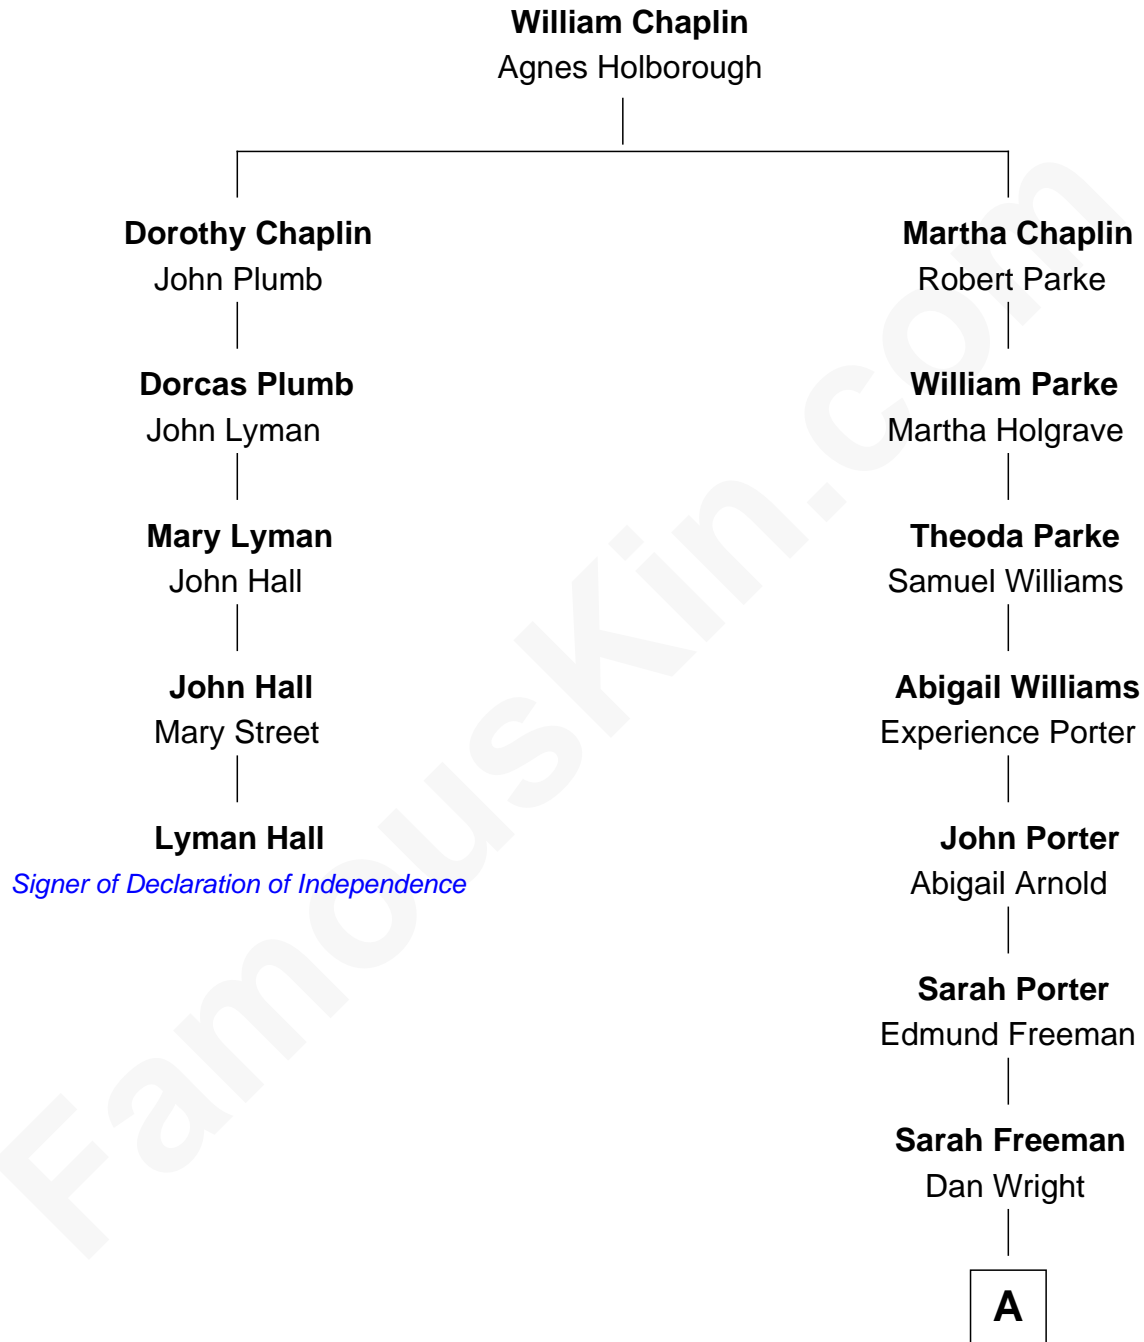 William Chaplin
Agnes Holborough
Dorothy Chaplin
John Plumb
Dorcas Plumb
John Lyman
Mary Lyman
John Hall
John Hall
Mary Street
Lyman Hall
Signer of Declaration of Independence
Martha Chaplin
Robert Parke
William Parke
Martha Holgrave
Theoda Parke
Samuel Williams
Abigail Williams
Experience Porter
John Porter
Abigail Arnold
Sarah Porter
Edmund Freeman
Sarah Freeman
Dan Wright
A
FamousKin.com